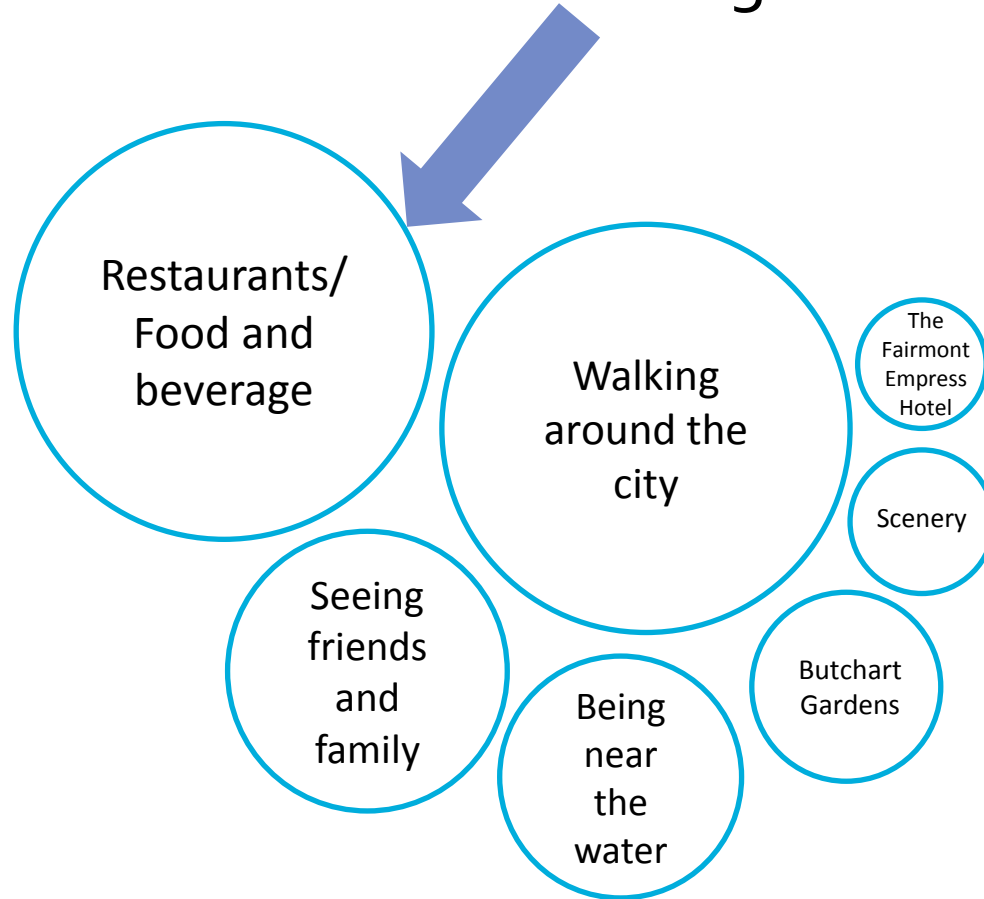 Restaurants/
Food and
beverage
Walking
around the
city
The
Fairmont
Empress
Hotel
Scenery
Seeing
friends
and
family
Butchart
Gardens
Being
near
the
water